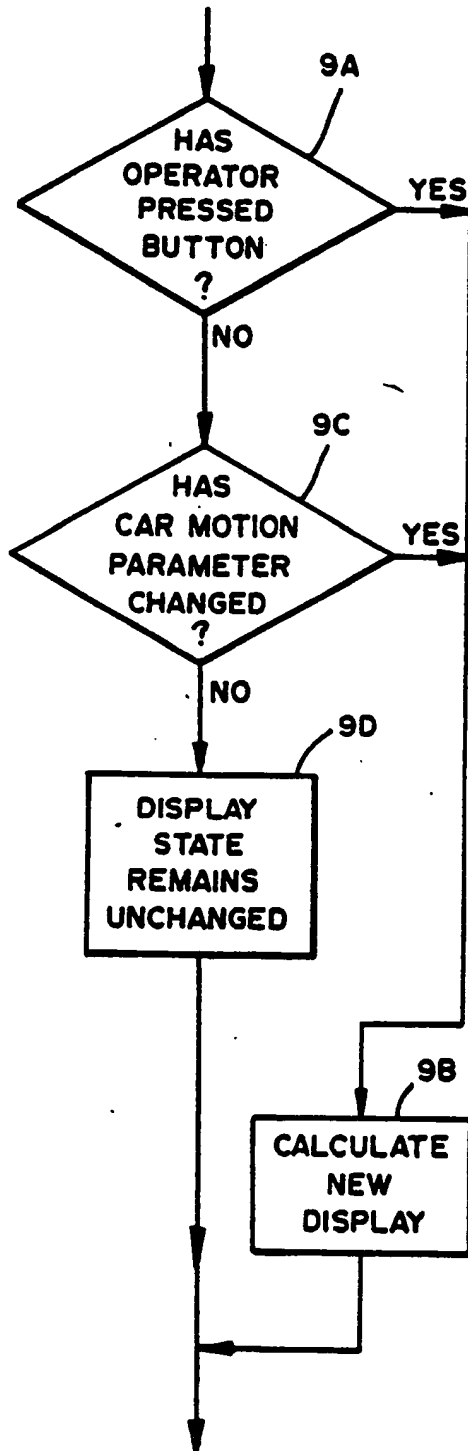 9A
HAS
OPERATOR
PRESSED
BUTTON
?
YES
NO
9C
HAS
CAR MOTION
PARAMETER
CHANGED
?
YES
NO
9D
DISPLAY
STATE
REMAINS
UNCHANGED
9B
CALCULATE
NEW
DISPLAY